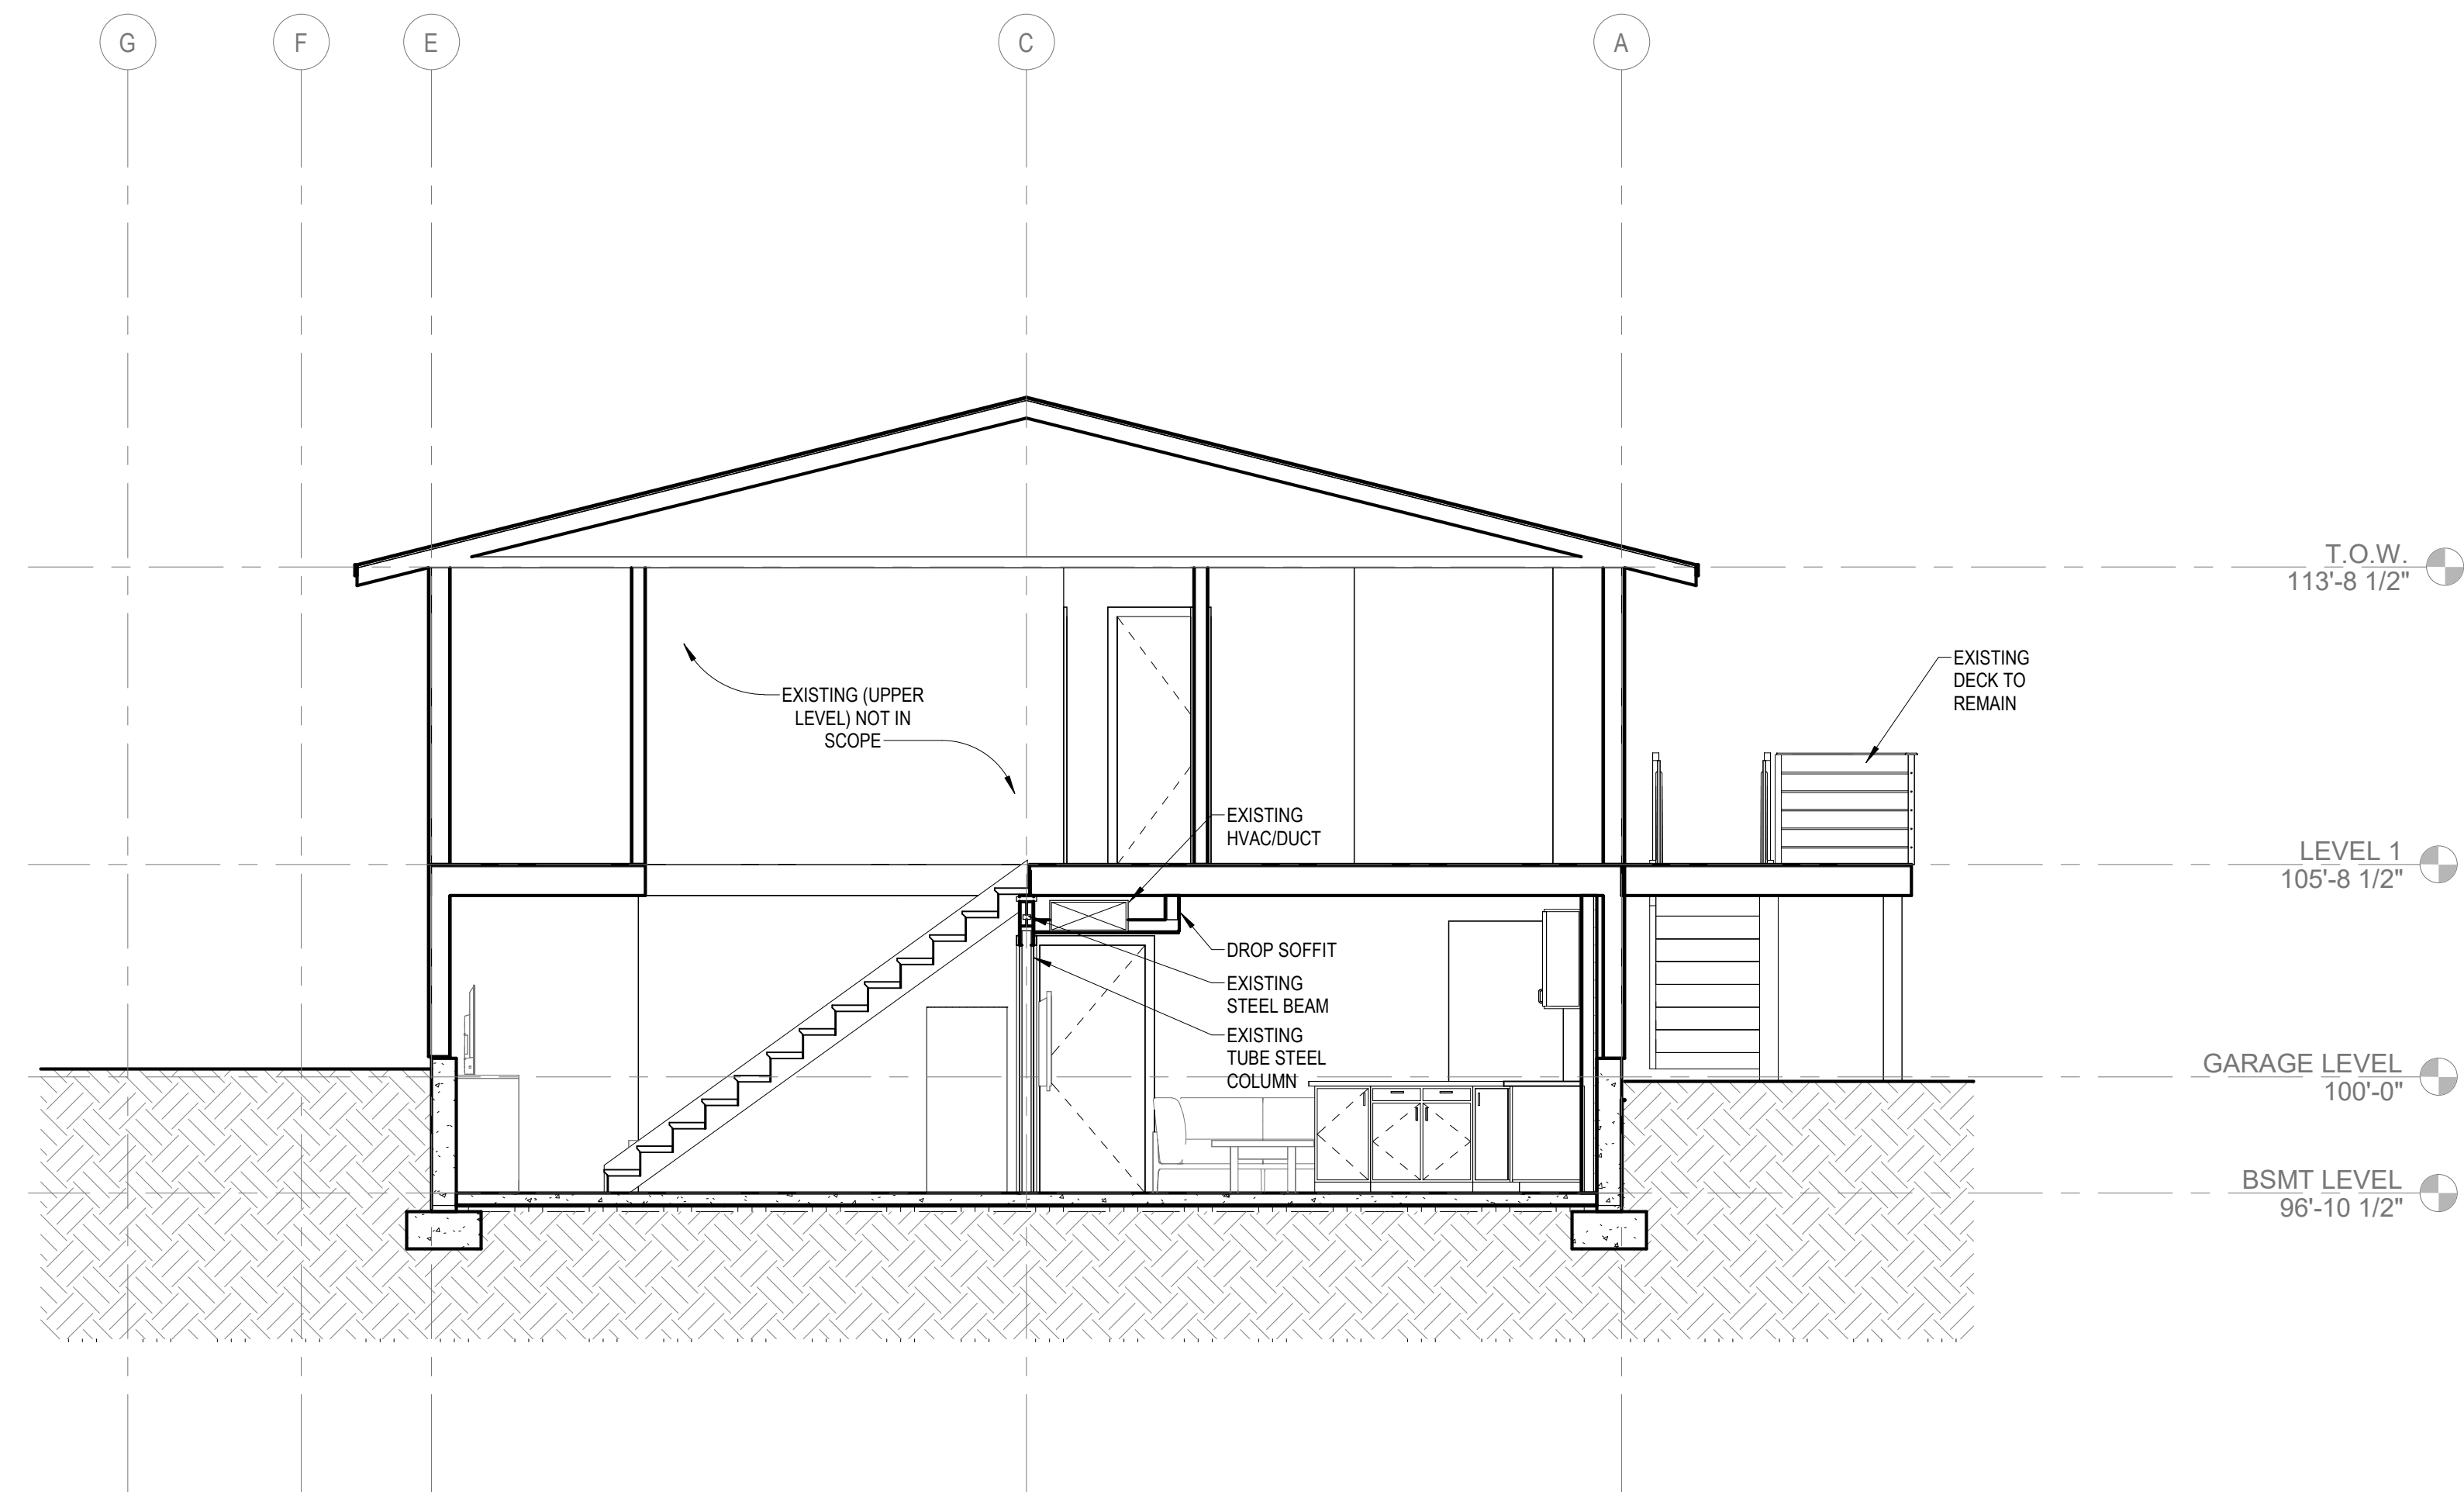 G
F
E
C
A
T.O.W.
113'-8 1/2"
EXISTING
DECK TO
REMAIN
EXISTING (UPPER
LEVEL) NOT IN
SCOPE
EXISTING
HVAC/DUCT
LEVEL 1
105'-8 1/2"
DROP SOFFIT
EXISTING
STEEL BEAM
EXISTING
TUBE STEEL
COLUMN
GARAGE LEVEL
100'-0"
BSMT LEVEL
96'-10 1/2"